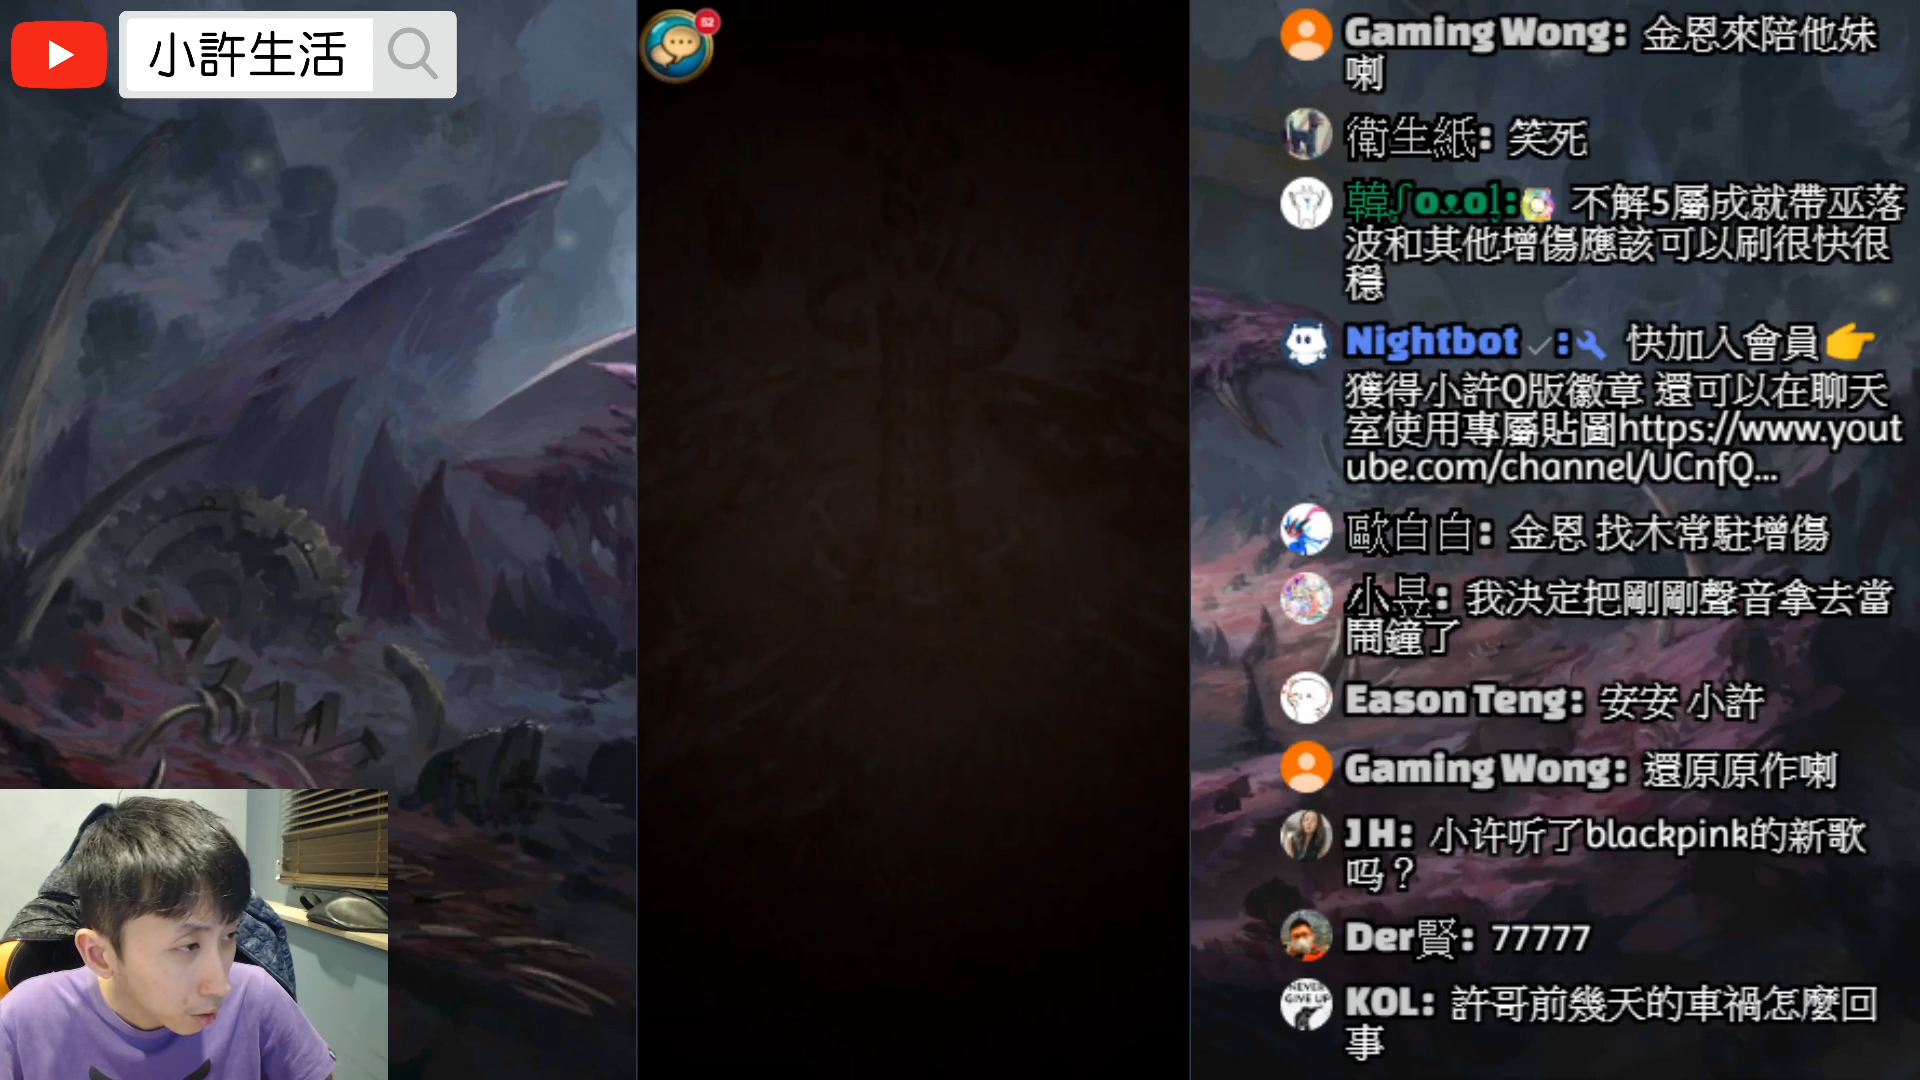 小許生活
52
Gaming Wong: 金恩來陪他妹
喇
衛生紙: 笑死
不解5屬成就帶巫落
波和其他增傷應該可以刷很快很
穩
Nightbot: 快加入會員
獲得小許Q版徽章 還可以在聊天
室使用專屬貼圖https://www.yout
ube.com/channel/UCnfQ...
歐白白: 金恩 找木常駐增傷
小昱: 我決定把剛剛聲音拿去當
鬧鐘了
Eason Teng: 安安 小許
Gaming Wong: 還原原作喇
J H: 小许听了blackpink的新歌
吗？
Der賢: 77777
NEVER
GIVE UP
KOL: 許哥前幾天的車禍怎麼回
事